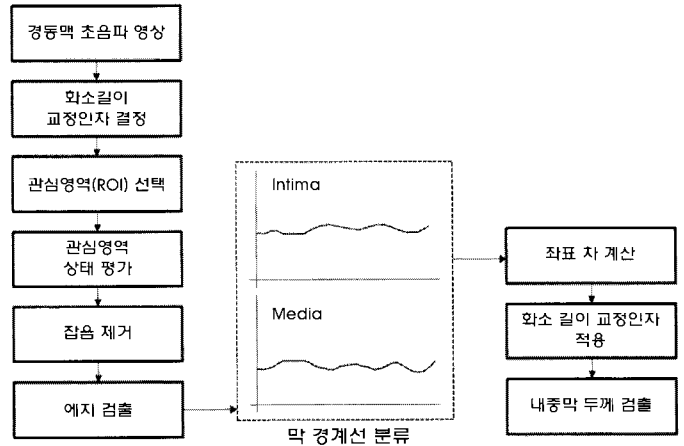 경동맥 초음파 영상
화소길이
교정인자 결정
관심영역(ROI) 선택
관심영역
상태 평가
잡음 제거
에지 검출
Intima
Media
막 경계선 분류
좌표 차 계산
화소 길이 교정인자
적용
내중막 두께 검출